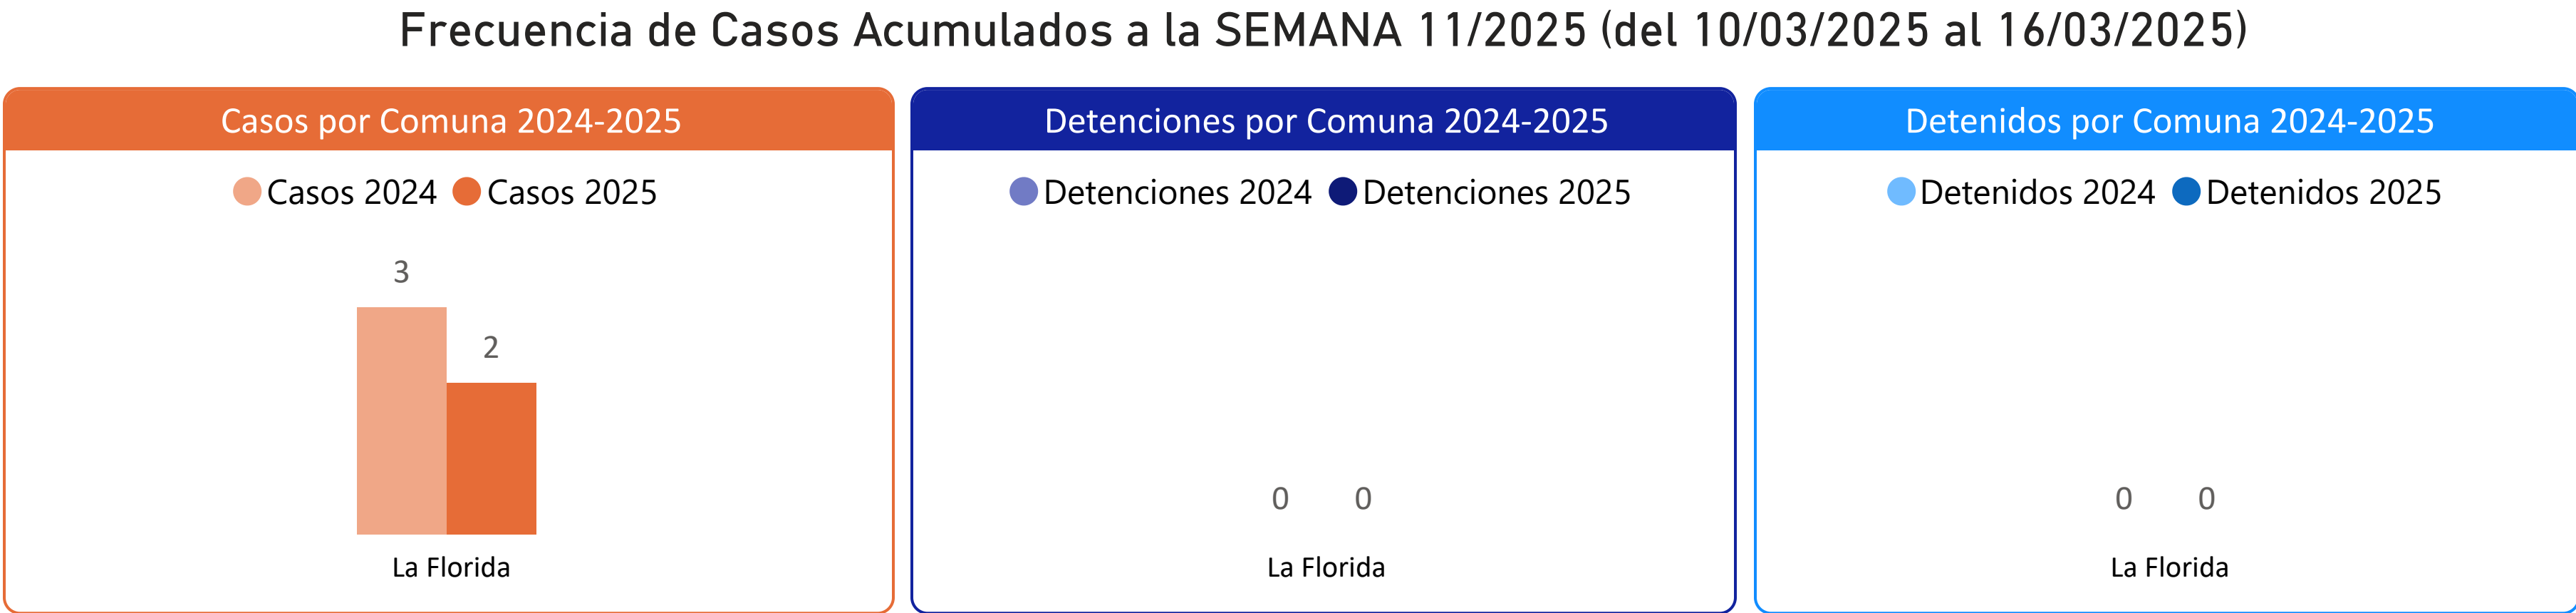 Frecuencia de Casos Acumulados a la SEMANA 11/2025 (del 10/03/2025 al 16/03/2025)
Casos por Comuna 2024-2025
Casos 2024 Casos 2025
3
2
La Florida
Detenciones por Comuna 2024-2025
Detenciones 2024 Detenciones 2025
0 0
La Florida
Detenidos por Comuna 2024-2025
Detenidos 2024 Detenidos 2025
0 0
La Florida